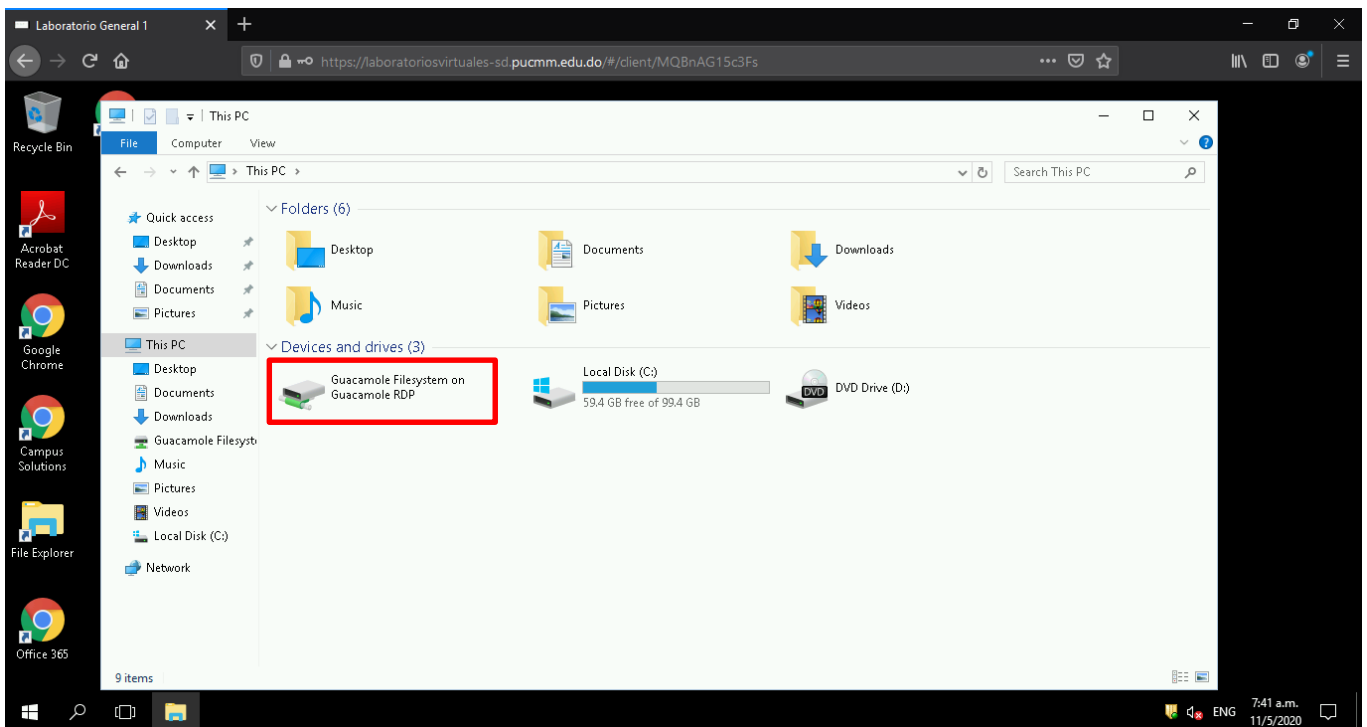 Laboratorio General 1
https://laboratoriosvirtuales-sd.pucmm.edu.do/#/client/MQBnAG15c3Fs
Recycle Bin
This PC
File Computer View
This PC
Search This PC
Acrobat
Reader DC
Google
Chrome
Campus
Solutions
File Explorer
Office 365
Quick access
Desktop
Downloads
Documents
Pictures
This PC
Desktop
Documents
Downloads
Guacamole Filesyst
Music
Pictures
Videos
Local Disk (C:)
Network
Folders (6)
Desktop
Documents
Downloads
Music
Pictures
Videos
Devices and drives (3)
Guacamole Filesystem on
Guacamole RDP
Local Disk (C:)
59.4 GB free of 99.4 GB
DVD
DVD Drive (D:)
9 items
ENG
7:41 a.m.
11/5/2020